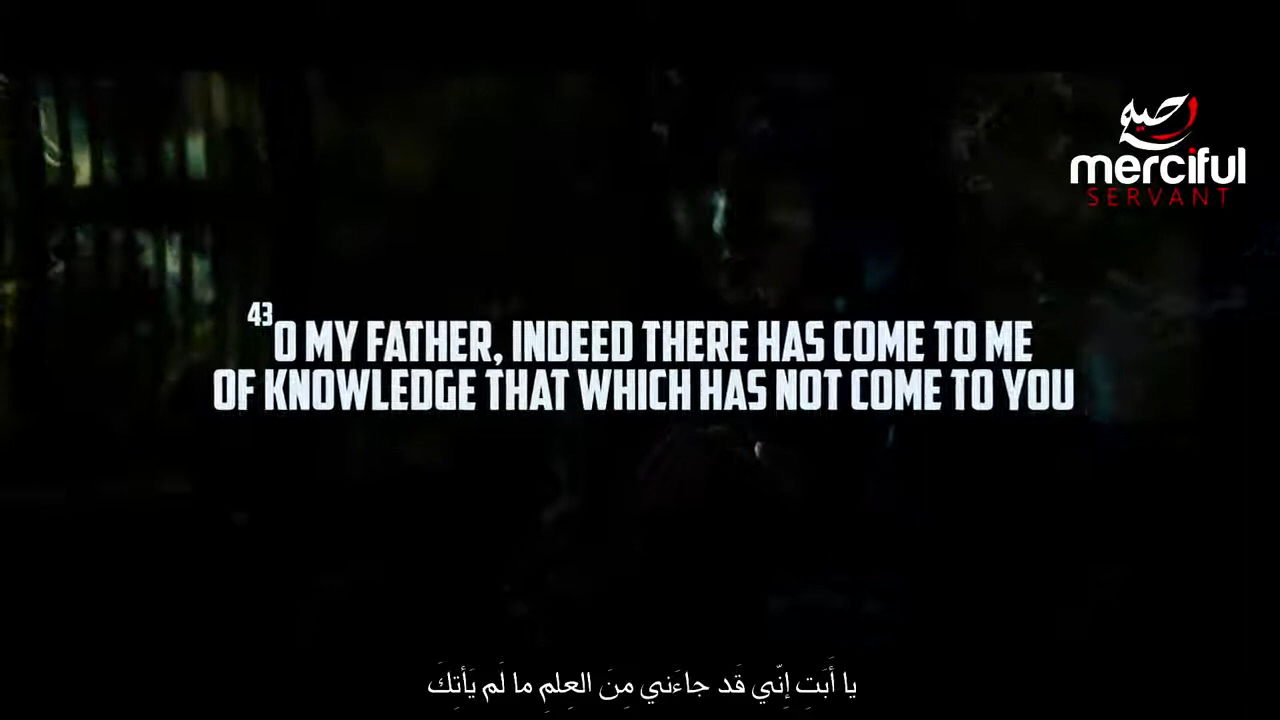 merciful
SERVANT
43 O MY FATHER, INDEED THERE HAS COME TO ME
OF KNOWLEDGE THAT WHICH HAS NOT COME TO YOU
يا أَبَتِ إِنّي قَد جاءَني مِنَ العِلمِ ما لَم يَأتِكَ